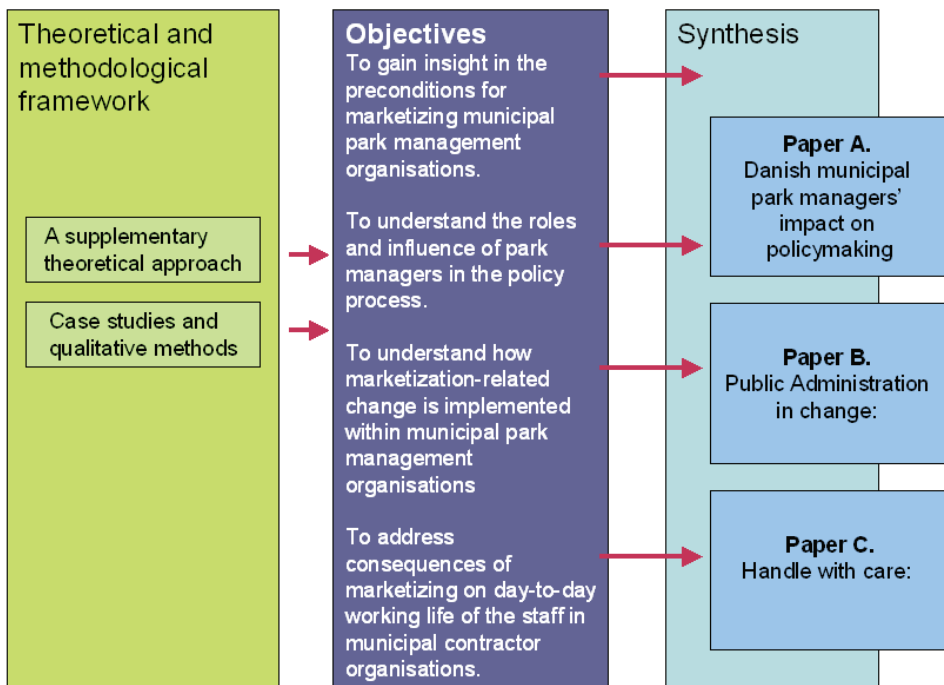 Theoretical and
methodological
framework
A supplementary
theoretical approach
Case studies and
qualitative methods
Objectives
To gain insight in the
preconditions for
marketizing municipal
park management
organisations.
To understand the roles
and influence of park
managers in the policy
process.
To understand how
marketization-related
change is implemented
within municipal park
management
organisations
To address
consequences of
marketizing on day-to-day
working life of the staff in
municipal contractor
organisations.
Synthesis
Paper A.
Danish municipal
park managers'
impact on
policymaking
Paper B.
Public Administration
in change:
Paper C.
Handle with care: